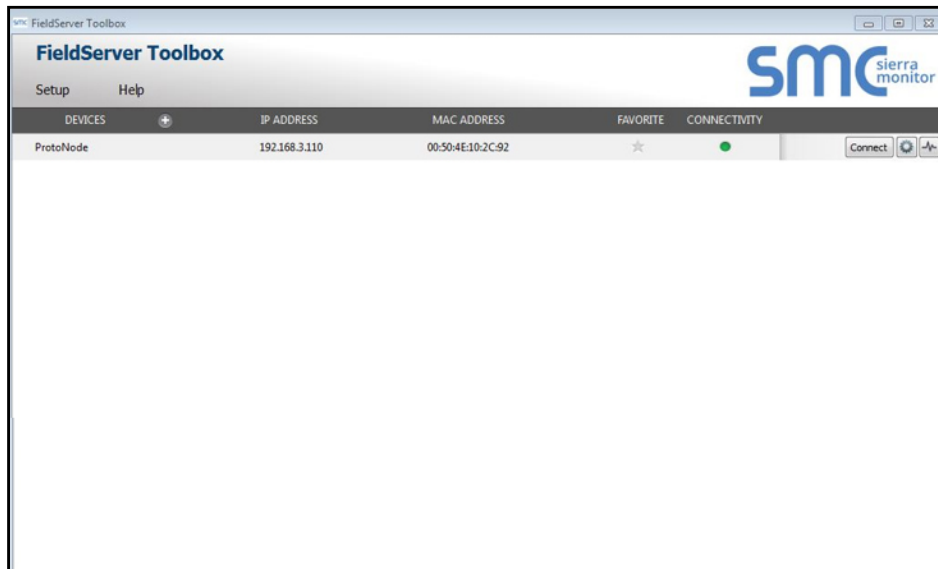 smc FieldServer Toolbox
FieldServer Toolbox
SMC sierra monitor
Setup Help
DEVICES IP ADDRESS MAC ADDRESS FAVORITE CONNECTIVITY
ProtoNode 192.168.3.110 00:50:4E:10:2C:92 Connect